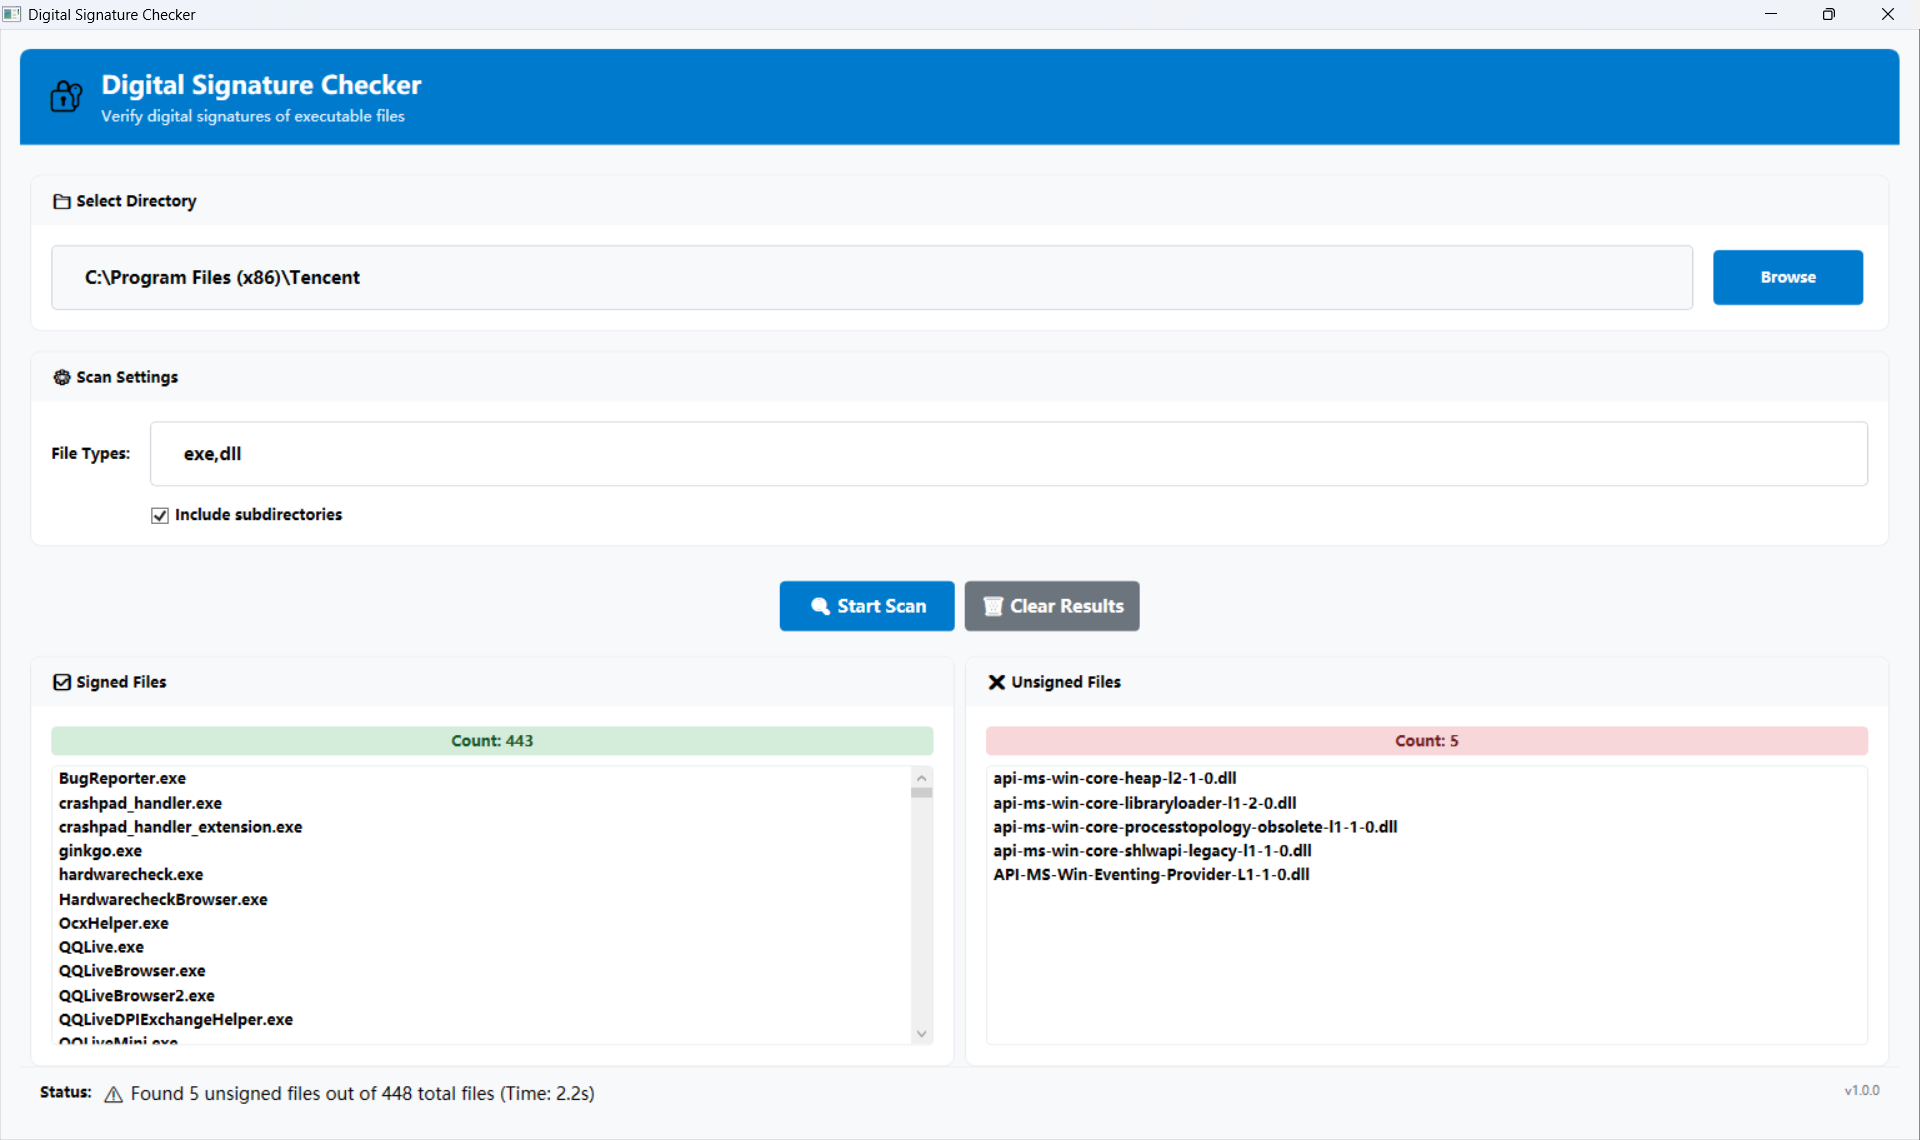 Digital Signature Checker
Digital Signature Checker
Verify digital signatures of executable files
Select Directory
C:\Program Files (x86)\Tencent
Browse
Scan Settings
File Types:
exe,dll
Include subdirectories
Start Scan
Clear Results
Signed Files
Count: 443
BugReporter.exe
crashpad_handler.exe
crashpad_handler_extension.exe
ginkgo.exe
hardwarecheck.exe
HardwarecheckBrowser.exe
OcxHelper.exe
QQLive.exe
QQLiveBrowser.exe
QQLiveBrowser2.exe
QQLiveDPIExchangeHelper.exe
QQLiveMini.exe
Unsigned Files
Count: 5
api-ms-win-core-heap-l2-1-0.dll
api-ms-win-core-libraryloader-l1-2-0.dll
api-ms-win-core-processtopology-obsolete-l1-1-0.dll
api-ms-win-core-shlwapi-legacy-l1-1-0.dll
API-MS-Win-Eventing-Provider-L1-1-0.dll
Status: ⚠ Found 5 unsigned files out of 448 total files (Time: 2.2s)
v1.0.0